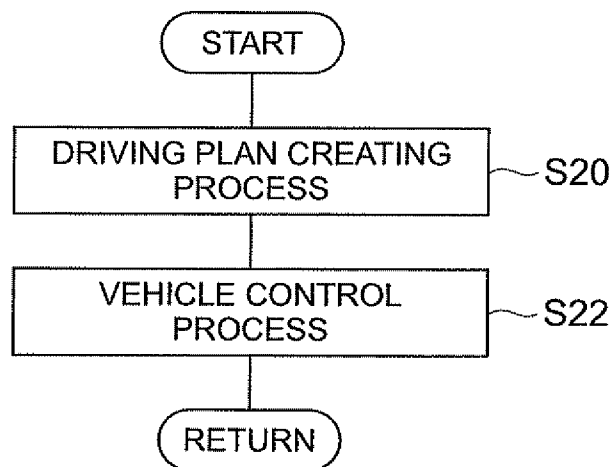 START
DRIVING PLAN CREATING
PROCESS
S20
VEHICLE CONTROL
PROCESS
S22
RETURN